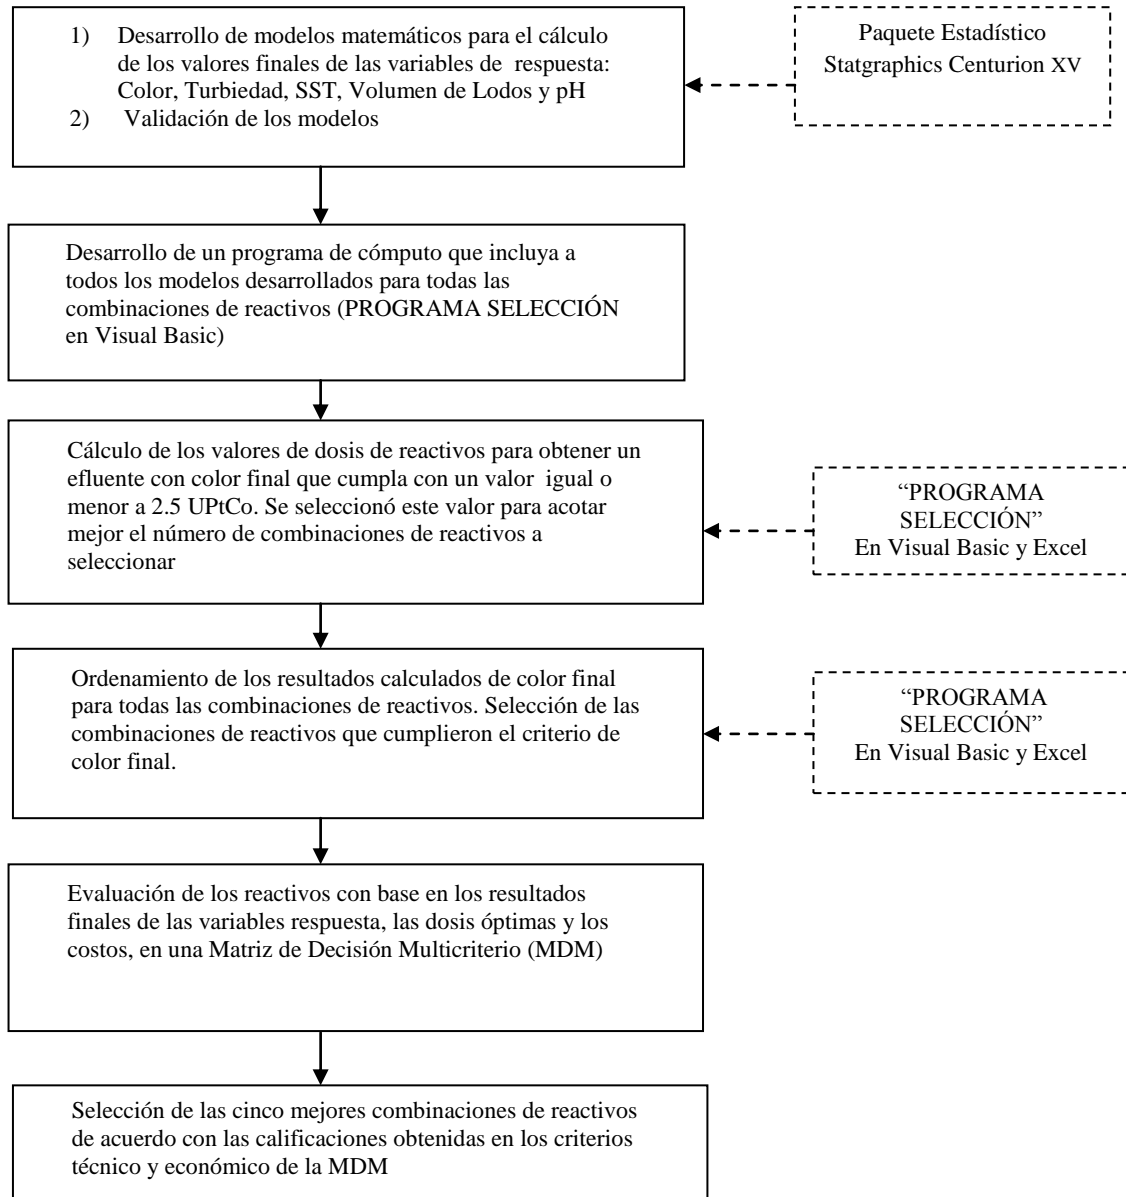 1) Desarrollo de modelos matemáticos para el cálculo
de los valores finales de las variables de respuesta:
Color, Turbiedad, SST, Volumen de Lodos y pH
2) Validación de los modelos
Paquete Estadístico
Statgraphics Centurion XV
Desarrollo de un programa de cómputo que incluya a
todos los modelos desarrollados para todas las
combinaciones de reactivos (PROGRAMA SELECCIÓN
en Visual Basic)
Cálculo de los valores de dosis de reactivos para obtener un
efluente con color final que cumpla con un valor igual o
menor a 2.5 UPtCo. Se seleccionó este valor para acotar
mejor el número de combinaciones de reactivos a
seleccionar
“PROGRAMA
SELECCIÓN”
En Visual Basic y Excel
Ordenamiento de los resultados calculados de color final
para todas las combinaciones de reactivos. Selección de las
combinaciones de reactivos que cumplieron el criterio de
color final.
“PROGRAMA
SELECCIÓN”
En Visual Basic y Excel
Evaluación de los reactivos con base en los resultados
finales de las variables respuesta, las dosis óptimas y los
costos, en una Matriz de Decisión Multicriterio (MDM)
Selección de las cinco mejores combinaciones de reactivos
de acuerdo con las calificaciones obtenidas en los criterios
técnico y económico de la MDM